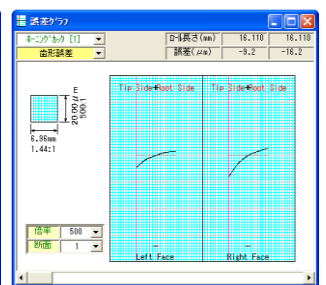 誤差グラフ
ホーニングカッタ [1]
ロール長さ(mm) 16.110 16.110
歯形誤差 誤差(μm) -9.2 -16.2
Tip Side Root Side Tip Side Root Side
E
20.00μ
500:1
6.96mm
1.44:1
倍率 500
断面 1
Left Face Right Face